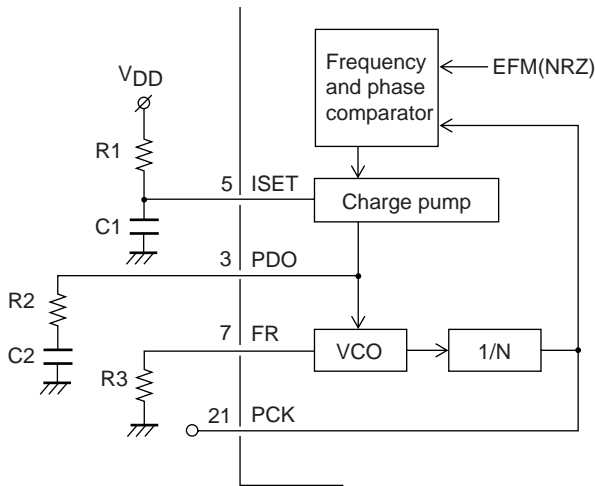 Frequency
and phase
comparator
EFM(NRZ)
VDD
R1
5 ISET
Charge pump
C1
3 PDO
R2
7 FR
VCO
1/N
C2
R3
21 PCK